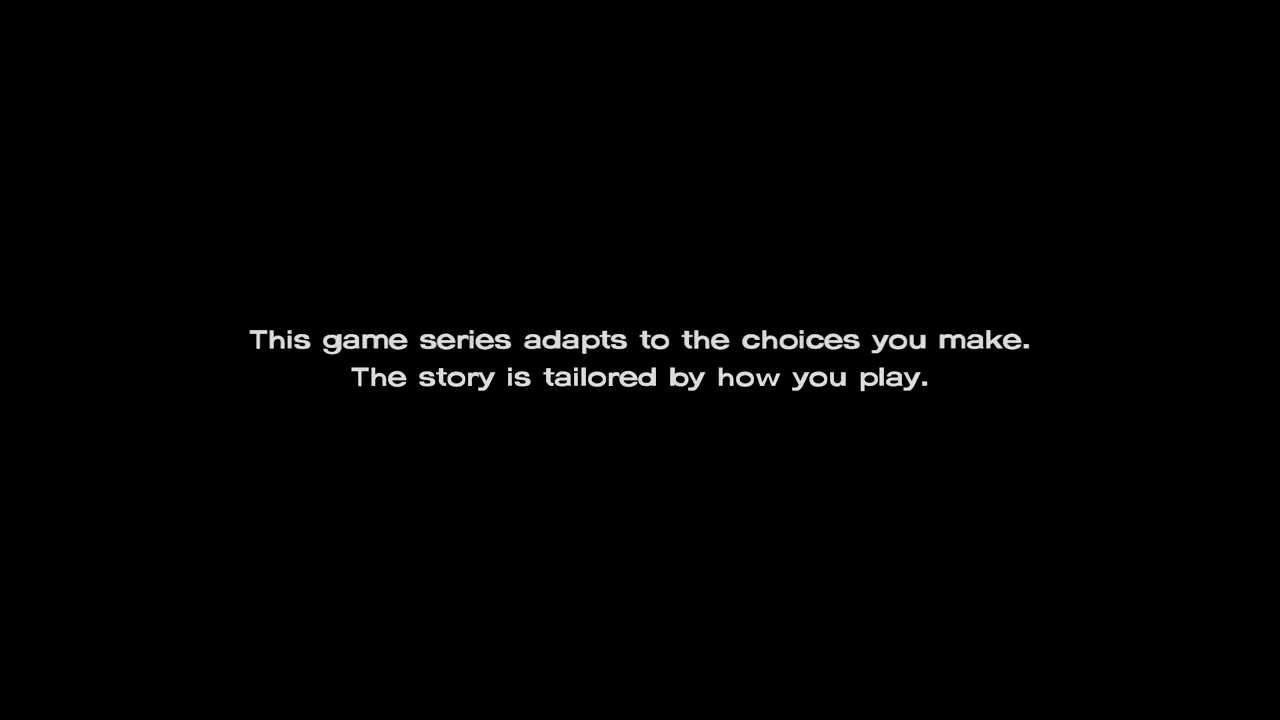 This game series adapts to the choices you make.
The story is tailored by how you play.